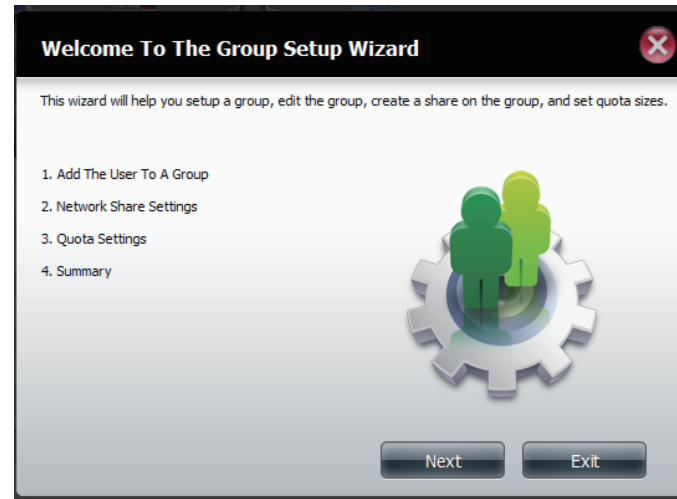 Welcome To The Group Setup Wizard
This wizard will help you setup a group, edit the group, create a share on the group, and set quota sizes.
1. Add The User To A Group
2. Network Share Settings
3. Quota Settings
4. Summary
Next Exit